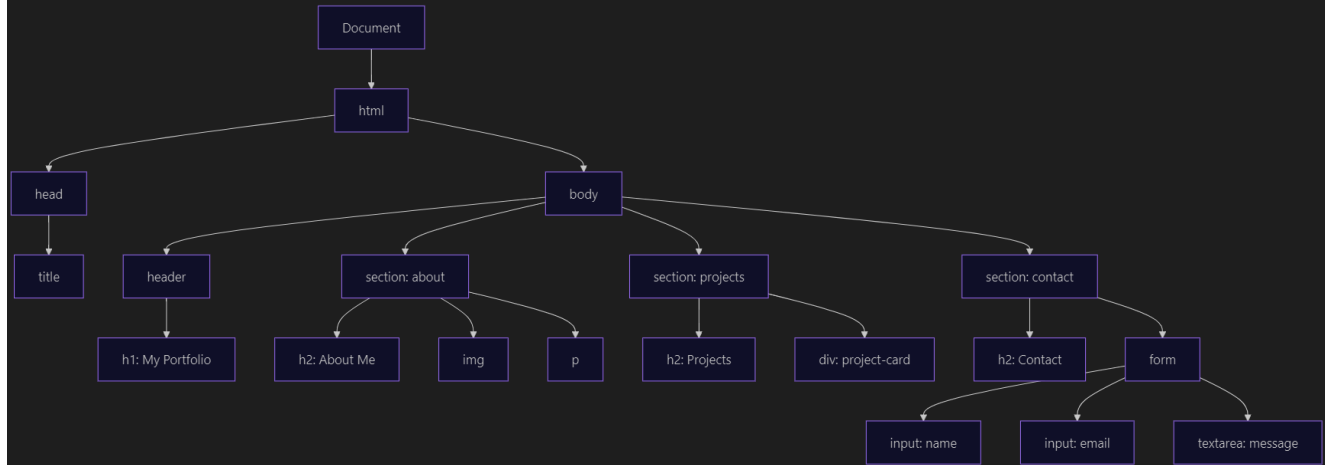 Document
html
head
body
title
header
section: about
section: projects
section: contact
h1: My Portfolio
h2: About Me
img
p
h2: Projects
div: project-card
h2: Contact
form
input: name
input: email
textarea: message